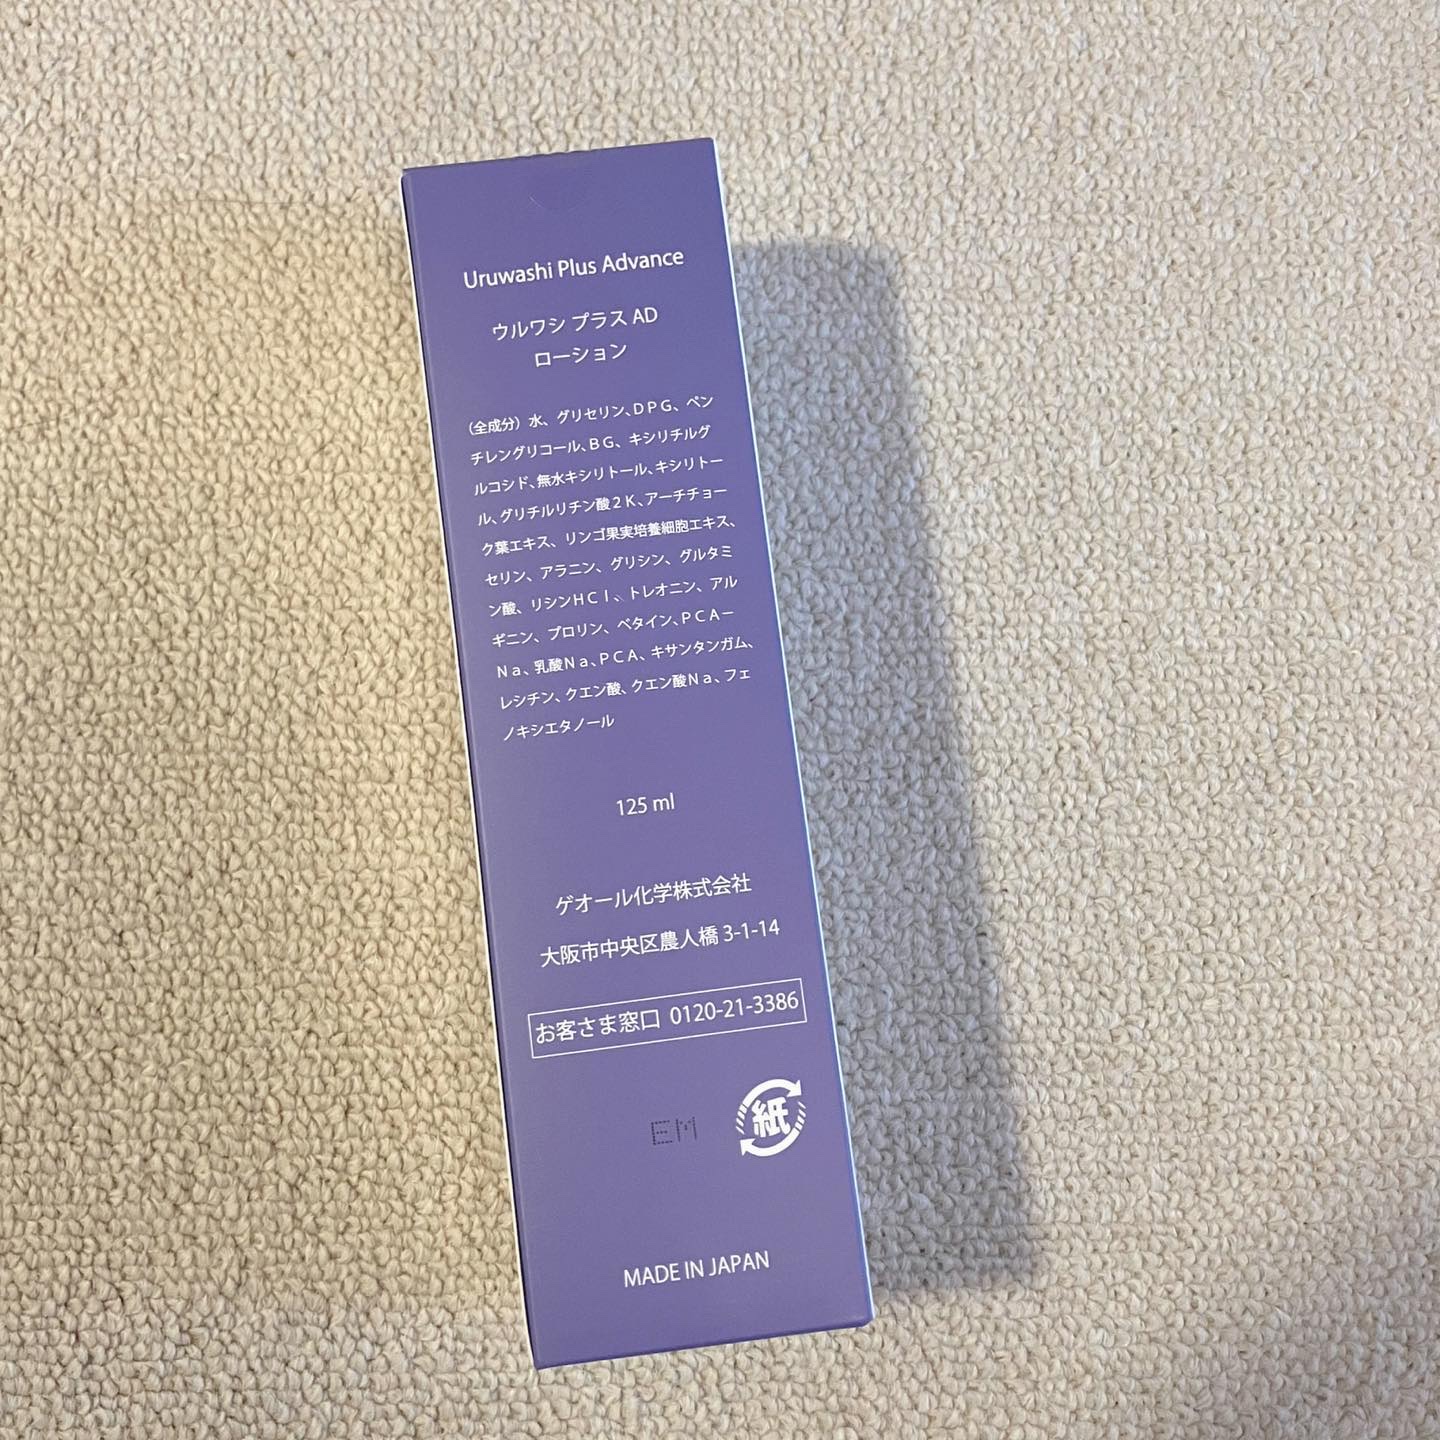 Uruwashi Plus Advance
ウルワシ プラス AD
ローション
（全成分）水、グリセリン、ＤＰＧ、ペン
チレングリコール、ＢＧ、キシリチルグ
ルコシド、無水キシリトール、キシリトー
ル、グリチルリチン酸２Ｋ、アーチチョー
ク葉エキス、リンゴ果実培養細胞エキス、
セリン、アラニン、グリシン、グルタミ
ン酸、リシンＨＣｌ、トレオニン、アル
ギニン、プロリン、ベタイン、ＰＣＡ－
Ｎａ、乳酸Ｎａ、ＰＣＡ、キサンタンガム、
レシチン、クエン酸、クエン酸Ｎａ、フェ
ノキシエタノール
125 ml
ゲオール化学株式会社
大阪市中央区農人橋 3-1-14
お客さま窓口 0120-21-3386
EM
紙
MADE IN JAPAN